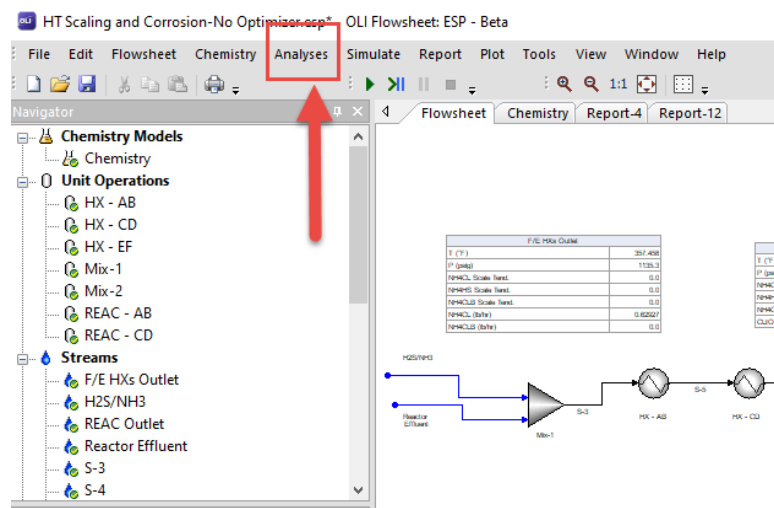 OLI HT Scaling and Corrosion-No Optimizer.esp* OLI Flowsheet: ESP - Beta
File Edit Flowsheet Chemistry Analyses Simulate Report Plot Tools View Window Help
1:1
Navigator
Flowsheet Chemistry Report-4 Report-12
Chemistry Models
Chemistry
Unit Operations
HX - AB
HX - CD
HX - EF
Mix-1
Mix-2
REAC - AB
REAC - CD
Streams
F/E HXs Outlet
H2S/NH3
REAC Outlet
Reactor Effluent
S-3
S-4
F/E HXs Outlet
T (°F) 357.458
P (psig) 1135.3
NH4CL Scale Tend. 0.0
NH4HS Scale Tend. 0.0
NH4CLB Scale Tend. 0.0
NH4CL (lb/hr) 0.62027
NH4CLB (lb/hr) 0.0
H2S/NH3
Reactor
Effluent
Mix-1
S-3
HX - AB
S-5
HX - CD